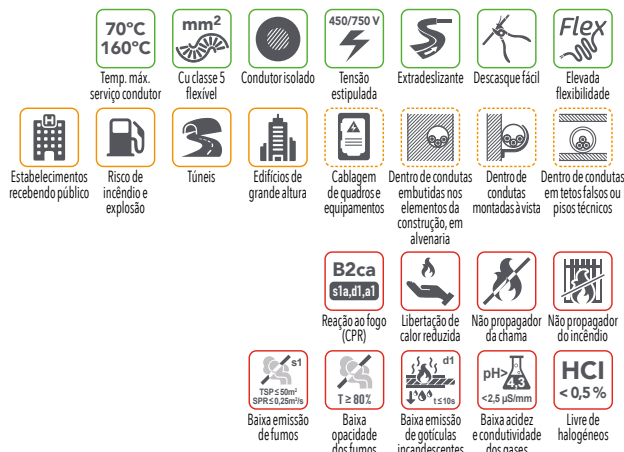 70°C
160°C
Temp. máx.
serviço condutor
mm²
Cu classe 5
flexível
Condutor isolado
450/750 V
Tensão
estipulada
S
Extradeslizante
Descasque fácil
Flex
Elevada
flexibilidade
H
Estabelecimentos
recebendo público
Risco de
incêndio e
explosão
Túneis
Edifícios de
grande altura
Cablagem
de quadros e
equipamentos
Dentro de condutas
embutidas nos
elementos da
construção, em
alvenaria
Dentro de
condutas
montadas à vista
Dentro de condutas
em tetos falsos ou
pisos técnicos
B2ca
s1a,d1,a1
Reação ao fogo
(CPR)
Libertação de
calor reduzida
Não propagador
da chama
Não propagador
do incêndio
s1
TSP≤50m²
SPR≤0,25m²/s
Baixa emissão
de fumos
T≥80%
Baixa
opacidade
dos fumos
d1
t≤10s
Baixa emissão
de gotículas
incandescentes
pH>4,3
<2,5 µS/mm
Baixa acidez
e condutividade
dos gases
HCl
<0,5 %
Livre de
halogéneos